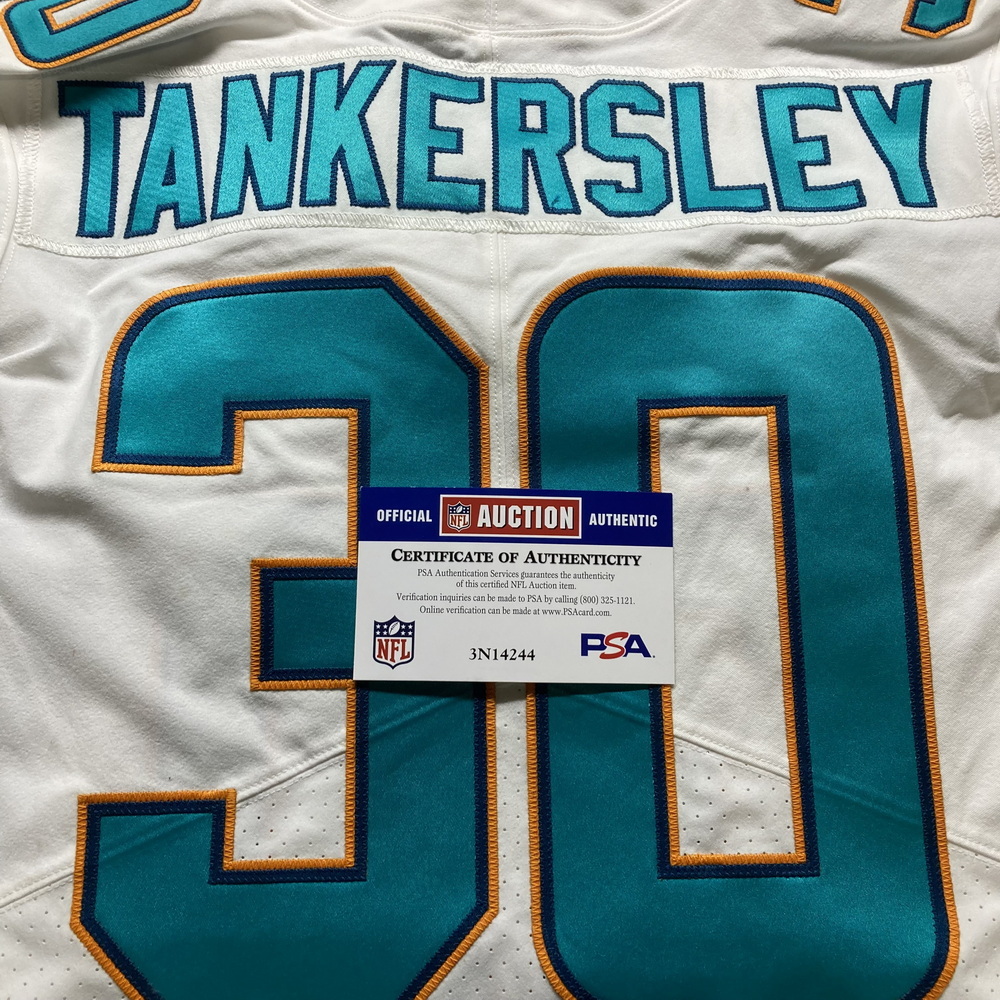 TANKERSLEY
30
OFFICIAL NFL AUCTION AUTHENTIC
CERTIFICATE OF AUTHENTICITY
PSA Authentication Services guarantees the authenticity
of this certified NFL Auction item.
Verification inquiries can be made to PSA by calling (800) 325-1121.
Online verification can be made at www.PSAcard.com.
NFL
3N14244
PSA